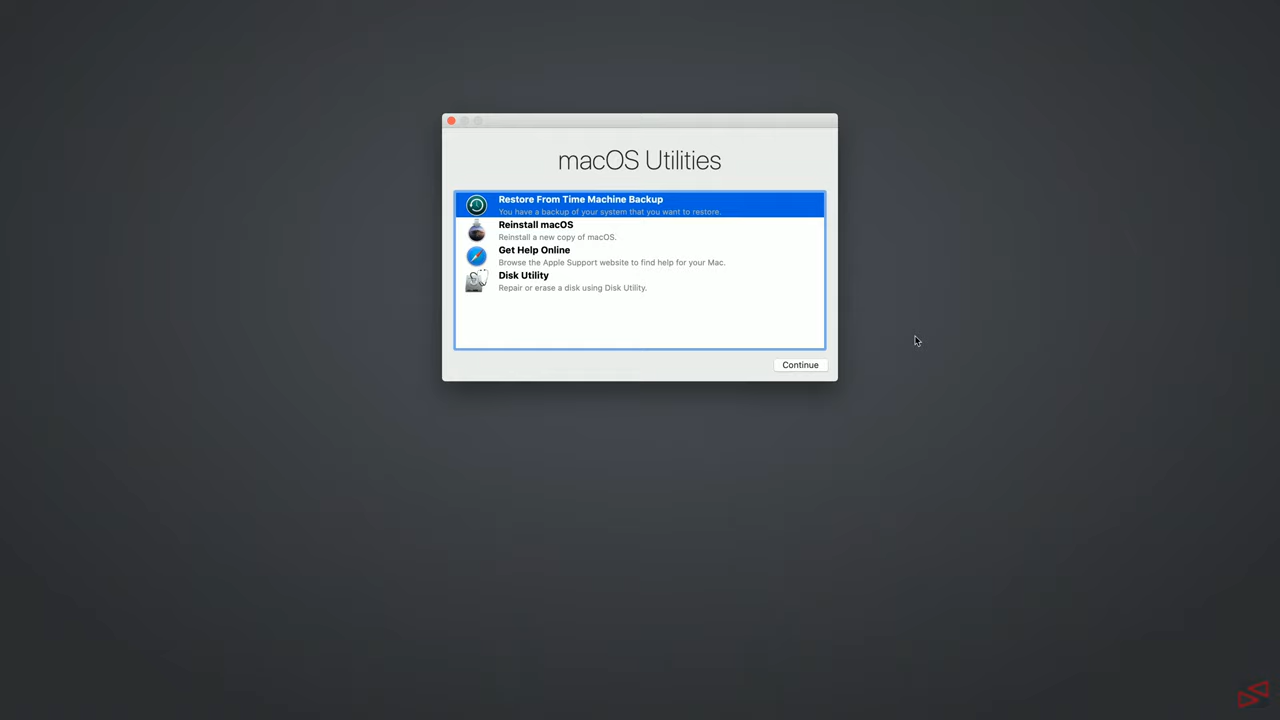 macOS Utilities
Restore From Time Machine Backup
You have a backup of your system that you want to restore.
Reinstall macOS
Reinstall a new copy of macOS.
Get Help Online
Browse the Apple Support website to find help for your Mac.
Disk Utility
Repair or erase a disk using Disk Utility.
Continue